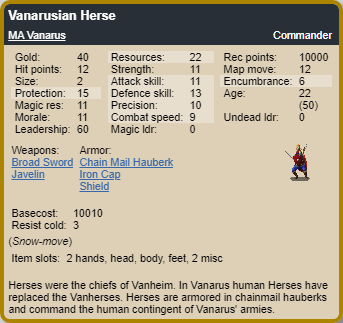 Vanarusian Herse
MA Vanarus Commander
Gold: 40 Resources: 22 Rec points: 10000
Hit points: 12 Strength: 11 Map move: 12
Size: 2 Attack skill: 11 Encumbrance: 6
Protection: 15 Defence skill: 13 Age: 22
Magic res: 11 Precision: 10 (50)
Morale: 11 Combat speed: 9 Undead ldr: 0
Leadership: 60 Magic ldr: 0
Weapons: Armor:
Broad Sword Chain Mail Hauberk
Javelin Iron Cap
Shield
Basecost: 10010
Resist cold: 3
(Snow-move)
Item slots: 2 hands, head, body, feet, 2 misc
Herses were the chiefs of Vanheim. In Vanarus human Herses have
replaced the Vanherses. Herses are armored in chainmail hauberks
and command the human contingent of Vanarus' armies.